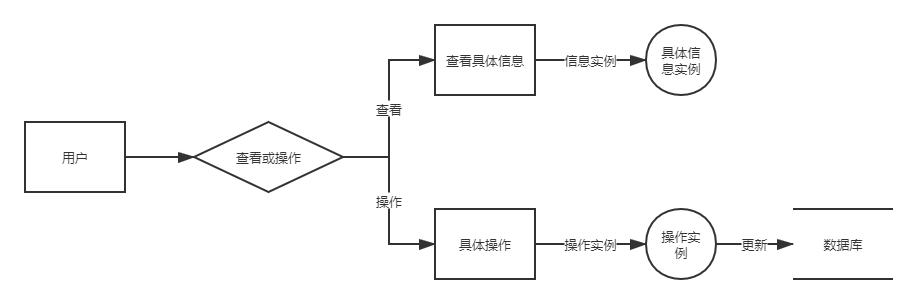 用户
查看或操作
查看
查看具体信息
信息实例
具体信
息实例
操作
具体操作
操作实例
操作实
例
更新
数据库